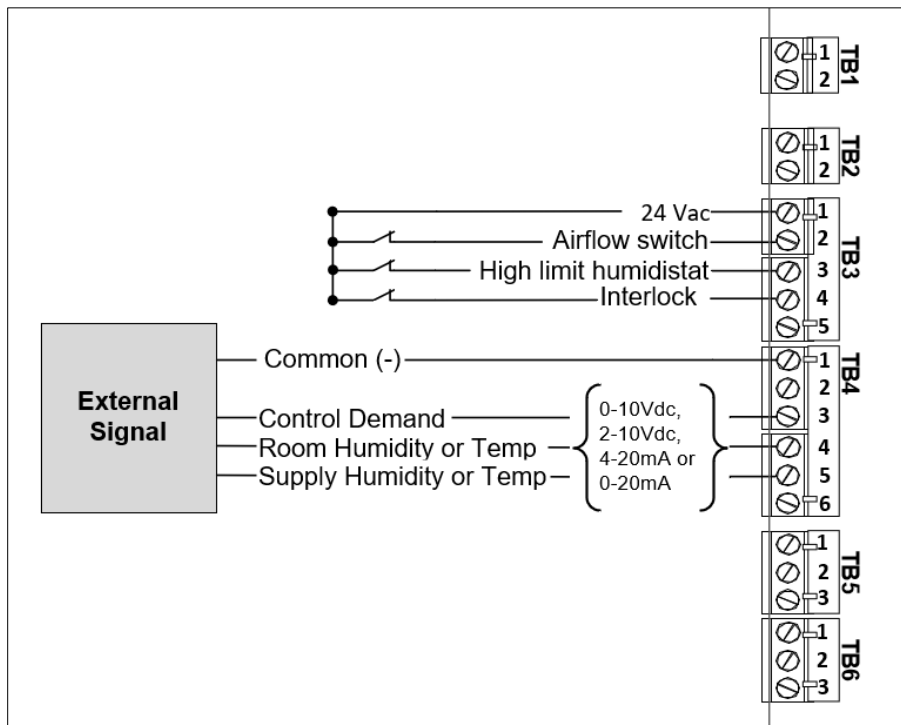 1
2
TB1
1
2
TB2
24 Vac
1
Airflow switch
2
High limit humidistat
3
Interlock
4
5
TB3
External
Signal
Common (-)
1
2
Control Demand
3
Room Humidity or Temp
4
Supply Humidity or Temp
5
6
TB4
0-10Vdc,
2-10Vdc,
4-20mA or
0-20mA
1
2
3
TB5
1
2
3
TB6